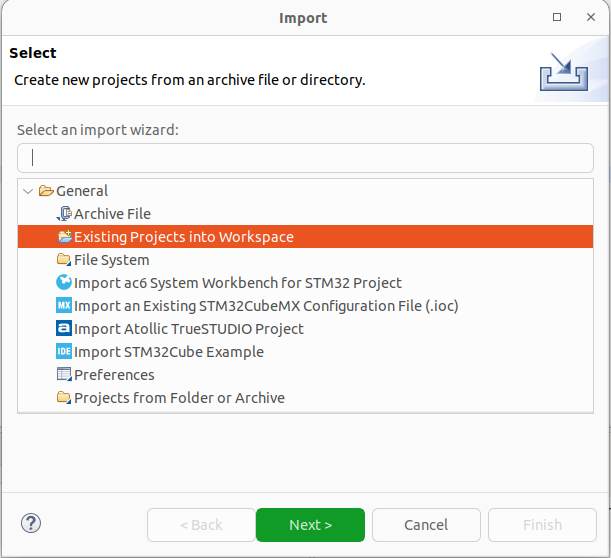 Import
Select
Create new projects from an archive file or directory.
Select an import wizard:
General
Archive File
Existing Projects into Workspace
File System
Import ac6 System Workbench for STM32 Project
MX Import an Existing STM32CubeMX Configuration File (.ioc)
a Import Atollic TrueSTUDIO Project
IDE Import STM32Cube Example
Preferences
Projects from Folder or Archive
? < Back Next > Cancel Finish